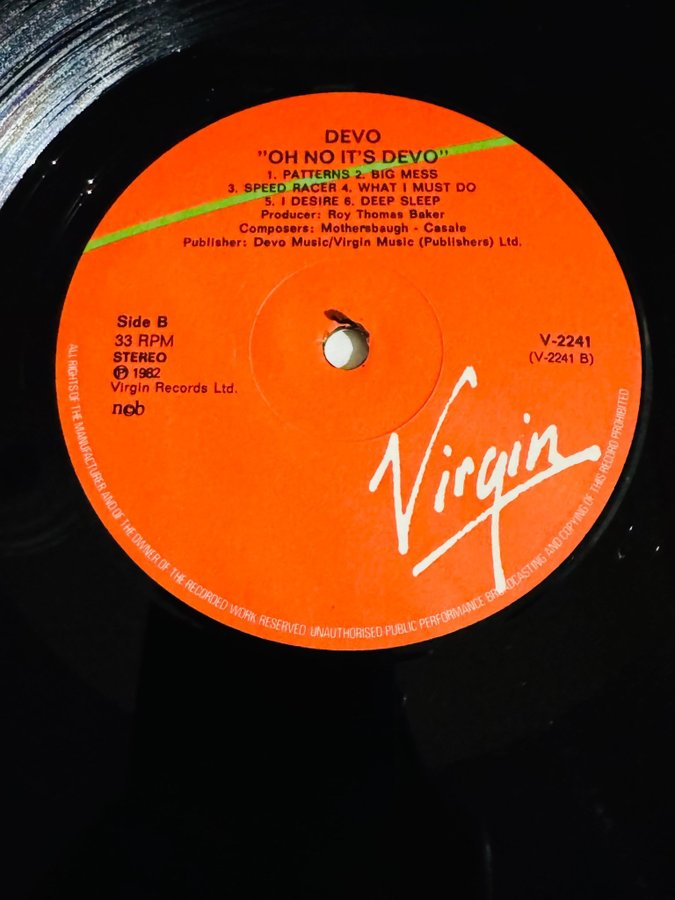 DEVO
"OH NO IT'S DEVO"
1. PATTERNS 2. BIG MESS
3. SPEED RACER 4. WHAT I MUST DO
5. I DESIRE 6. DEEP SLEEP
Producer: Roy Thomas Baker
Composers: Mothersbaugh - Casale
Publisher: Devo Music/Virgin Music (Publishers) Ltd.
Side B
33 RPM
STEREO
℗ 1982
Virgin Records Ltd.
n©b
V-2241
(V-2241 B)
Virgin
ALL RIGHTS OF THE MANUFACTURER AND OF THE OWNER OF THE RECORDED WORK RESERVED UNAUTHORISED PUBLIC PERFORMANCE BROADCASTING AND COPYING OF THIS RECORD PROHIBITED